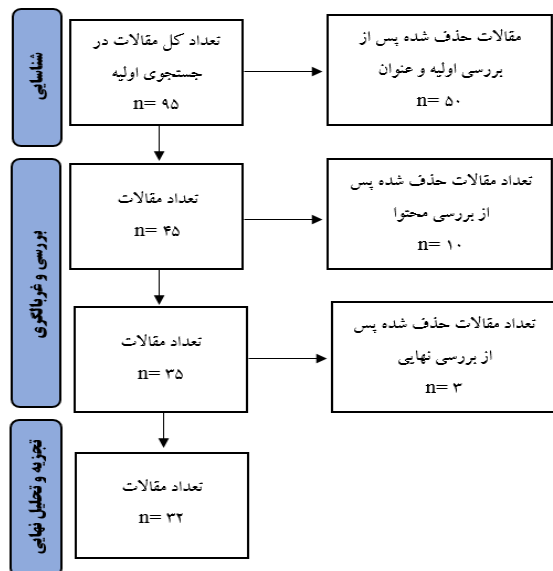 شناسایی
تعداد کل مقالات در
جستجوی اولیه
n= ۹۵
مقالات حذف شده پس از
بررسی اولیه و عنوان
n= ۵۰
بررسی و غربالگری
تعداد مقالات
n= ۴۵
تعداد مقالات حذف شده پس
از بررسی محتوا
n= ۱۰
تعداد مقالات
n= ۳۵
تعداد مقالات حذف شده پس
از بررسی نهایی
n= ۳
تجزیه و تحلیل نهایی
تعداد مقالات
n= ۳۲